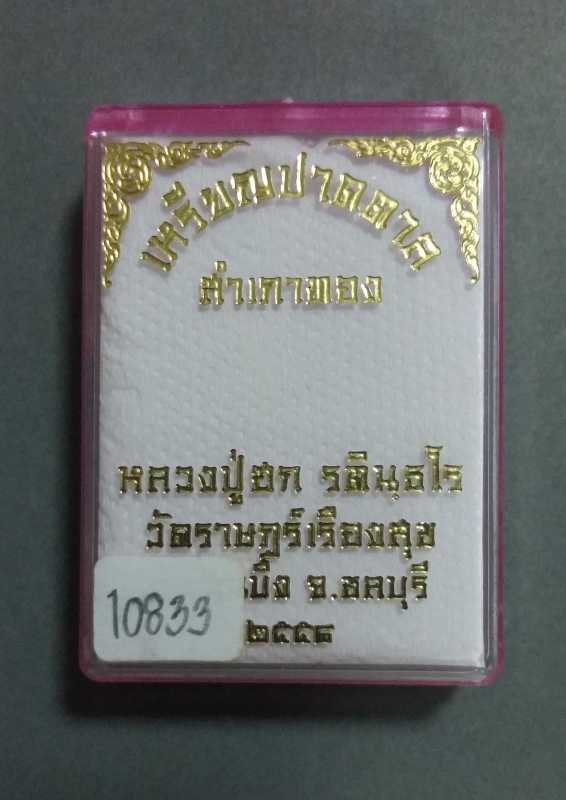 เหรียญปาดตาล
สำเภาทอง
หลวงปู่ฮก รตินฺธโร
วัดราษฎร์เรืองสุข
จ.ชลบุรี
๒๕๕๘
10833